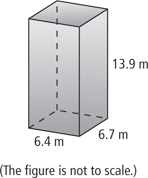 13.9 m
6.4 m
6.7 m
(The figure is not to scale.)